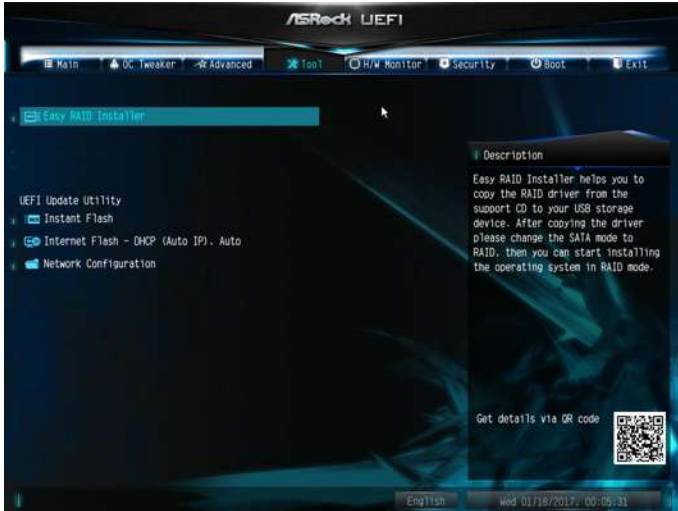 ASRock UEFI
Main
OC Tweaker
Advanced
Tool
H/W Monitor
Security
Boot
Exit
Easy RAID Installer
UEFI Update Utility
Instant Flash
Internet Flash - DHCP (Auto IP), Auto
Network Configuration
Description
Easy RAID Installer helps you to
copy the RAID driver from the
support CD to your USB storage
device. After copying the driver
please change the SATA mode to
RAID, then you can start installing
the operating system in RAID mode.
Get details via QR code
English
Wed 01/18/2017, 00:05:31